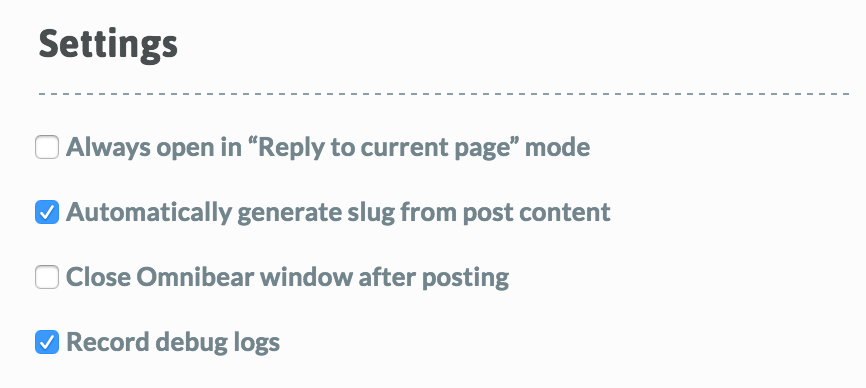 Settings
Always open in “Reply to current page” mode
Automatically generate slug from post content
Close Omnibear window after posting
Record debug logs